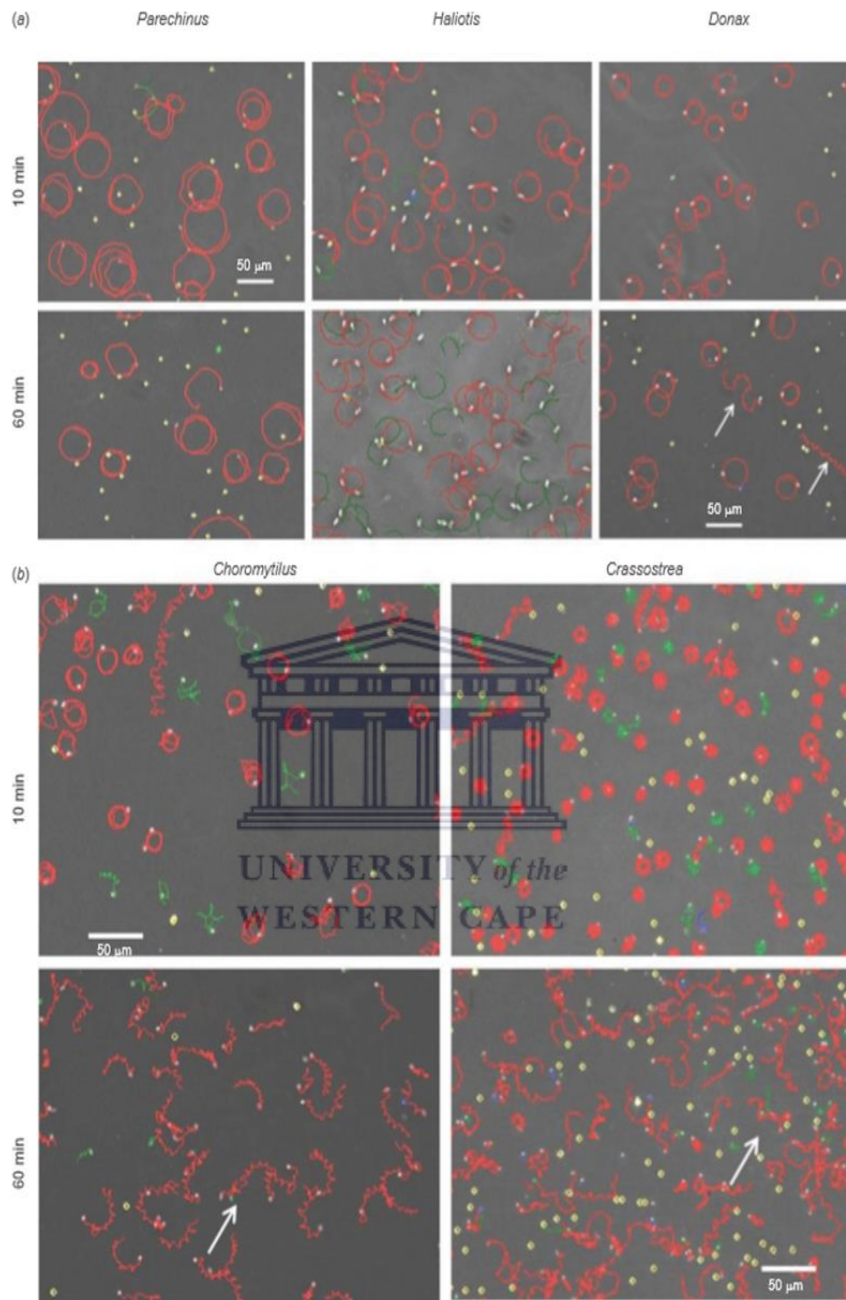 (a) Parechinus Haliotis Donax
10 min
50 µm
60 min
50 µm
(b) Choromytilus Crassostrea
10 min
UNIVERSITY of the
WESTERN CAPE
50 µm
60 min
50 µm